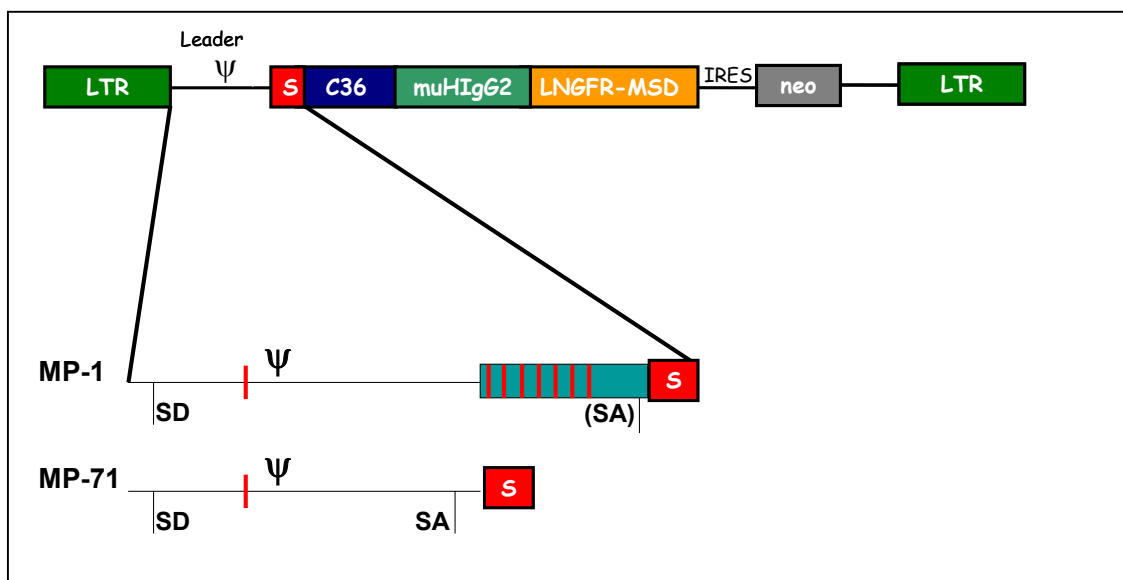 Leader
Ψ
LTR S C36 muHIgG2 LNGFR-MSD IRES neo LTR
MP-1 Ψ S
SD (SA)
MP-71 Ψ S
SD SA